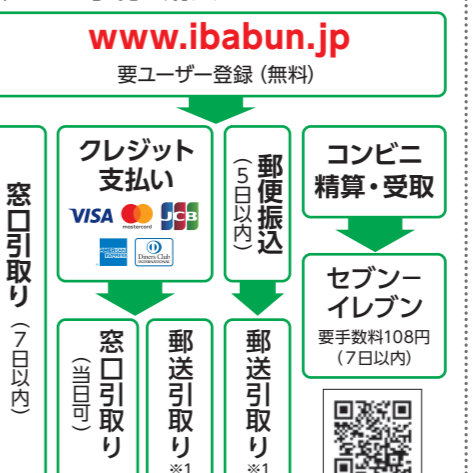 www.ibabun.jp
要ユーザー登録（無料）
窓口引取り（7日以内）
クレジット
支払い
VISA
mastercard
JCB
AMERICAN EXPRESS
Diners Club
INTERNATIONAL
郵便振込
（5日以内）
コンビニ
精算・受取
セブン－
イレブン
要手数料108円
（7日以内）
窓口引取り
（当日可）
郵送引取り※1
郵送引取り※1